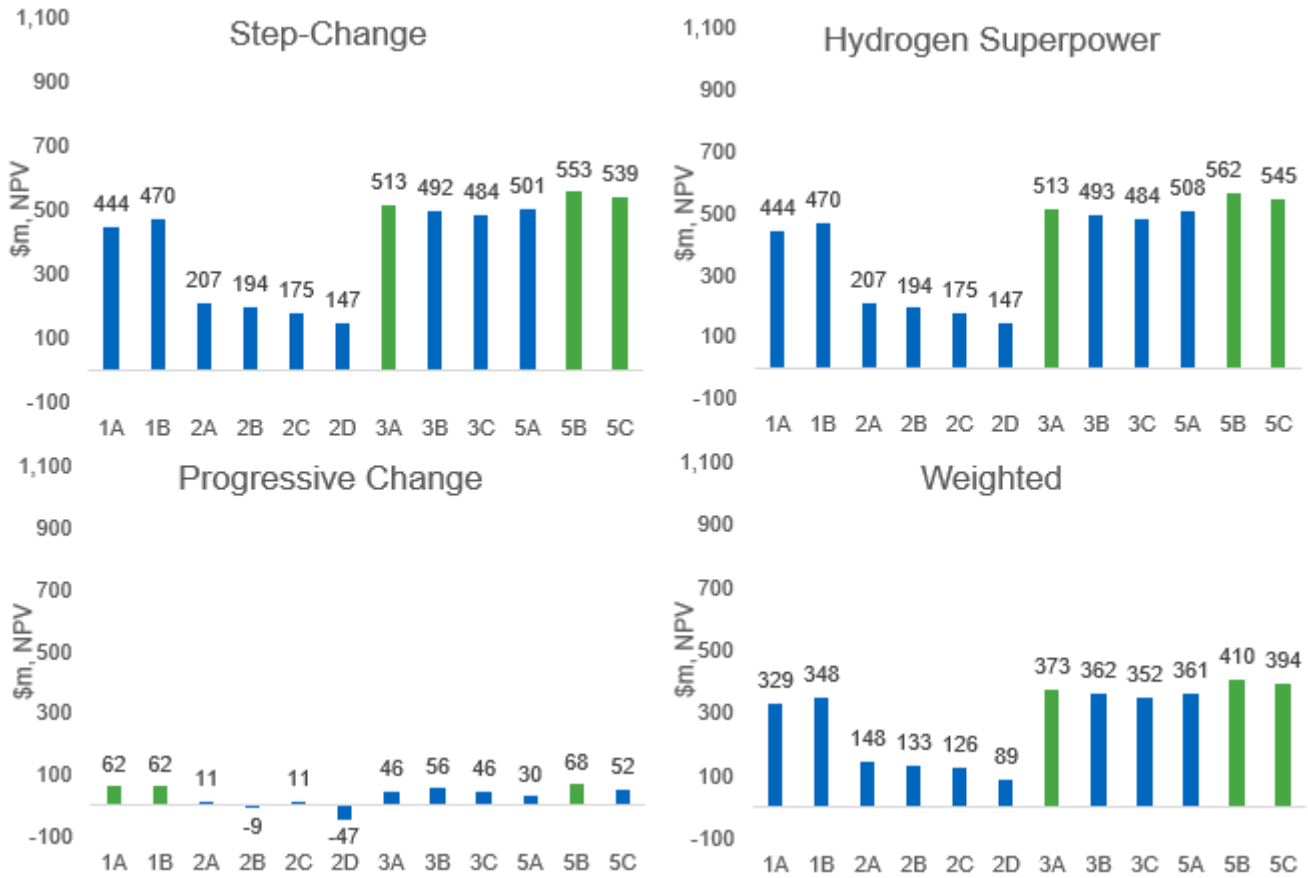 Step-Change
1,100
900
700
500
300
100
-100
$m, NPV
444 470 207 194 175 147 513 492 484 501 553 539
1A 1B 2A 2B 2C 2D 3A 3B 3C 5A 5B 5C
Hydrogen Superpower
1,100
900
700
500
300
100
-100
$m, NPV
444 470 207 194 175 147 513 493 484 508 562 545
1A 1B 2A 2B 2C 2D 3A 3B 3C 5A 5B 5C
Progressive Change
1,100
900
700
500
300
100
-100
$m, NPV
62 62 11 -9 11 -47 46 56 46 30 68 52
1A 1B 2A 2B 2C 2D 3A 3B 3C 5A 5B 5C
Weighted
1,100
900
700
500
300
100
-100
$m, NPV
329 348 148 133 126 89 373 362 352 361 410 394
1A 1B 2A 2B 2C 2D 3A 3B 3C 5A 5B 5C